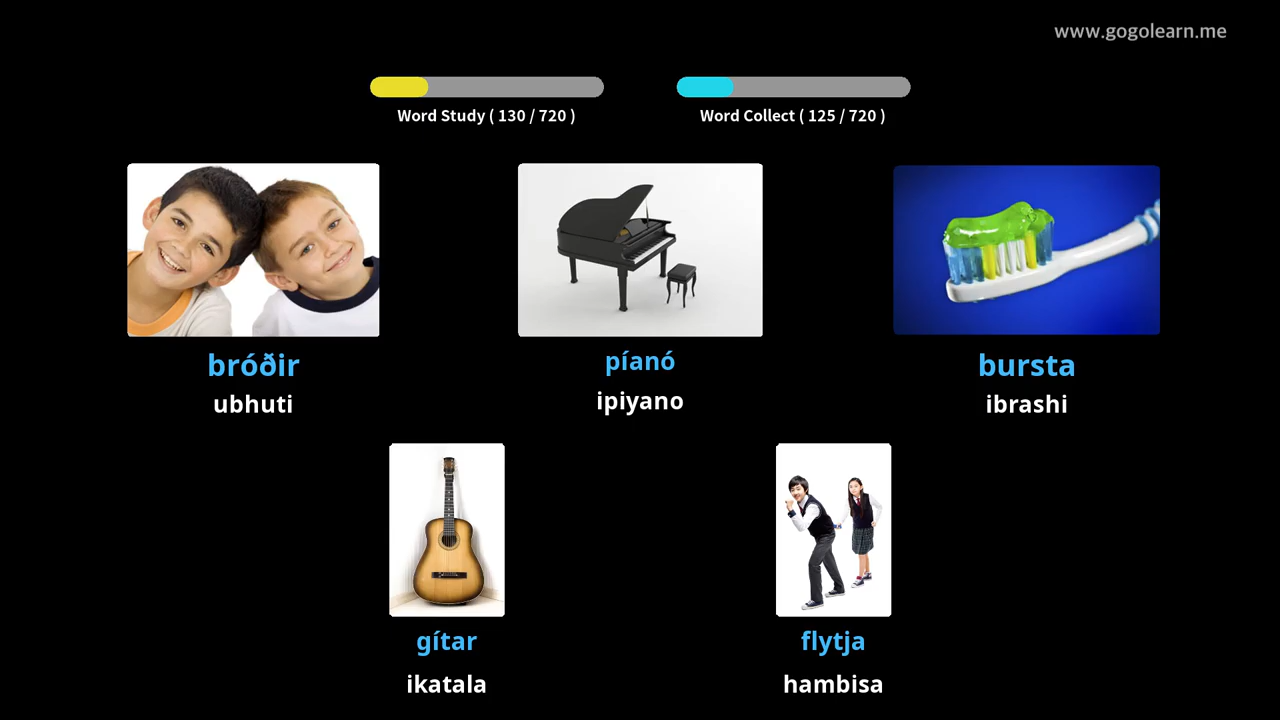 www.gogolearn.me
Word Study ( 130 / 720 )
Word Collect ( 125 / 720 )
bróðir
ubhuti
píanó
ipiyano
bursta
ibrashi
gítar
ikatala
flytja
hambisa